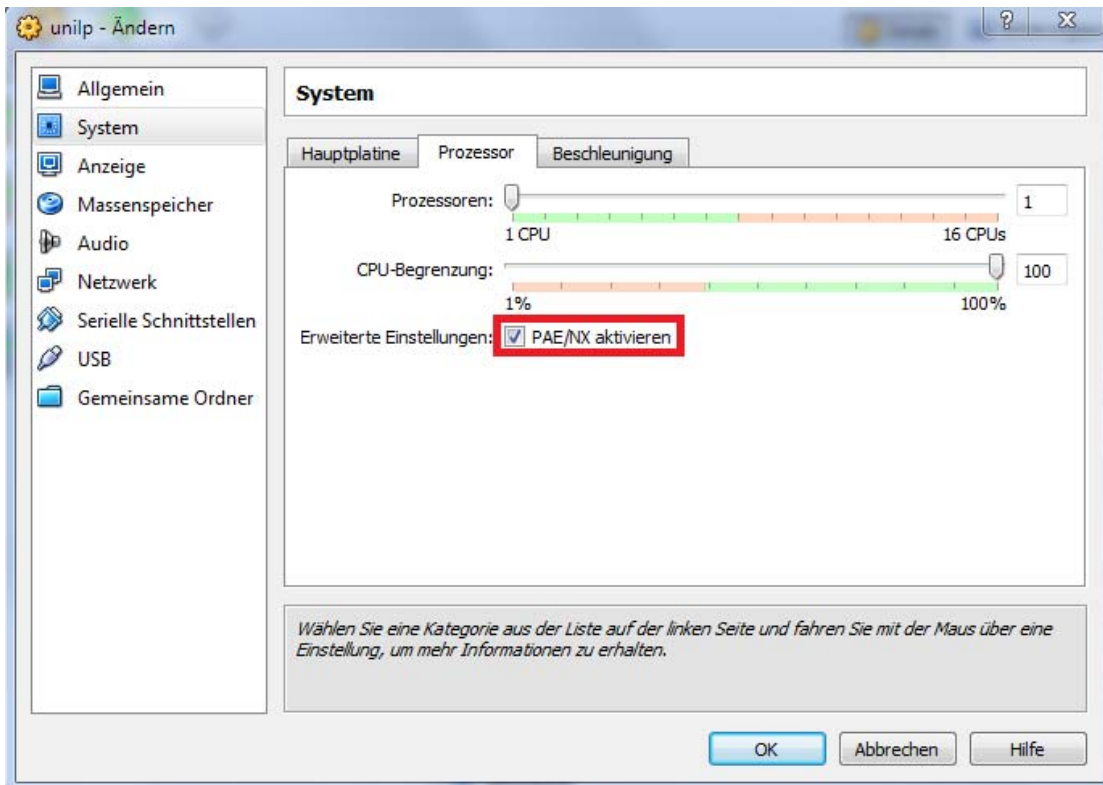 unilp - Ändern
Allgemein
System
Anzeige
Massenspeicher
Audio
Netzwerk
Serielle Schnittstellen
USB
Gemeinsame Ordner
System
Hauptplatine Prozessor Beschleunigung
Prozessoren: 1
1 CPU 16 CPUs
CPU-Begrenzung: 100
1% 100%
Erweiterte Einstellungen: PAE/NX aktivieren
Wählen Sie eine Kategorie aus der Liste auf der linken Seite und fahren Sie mit der Maus über eine
Einstellung, um mehr Informationen zu erhalten.
OK Abbrechen Hilfe